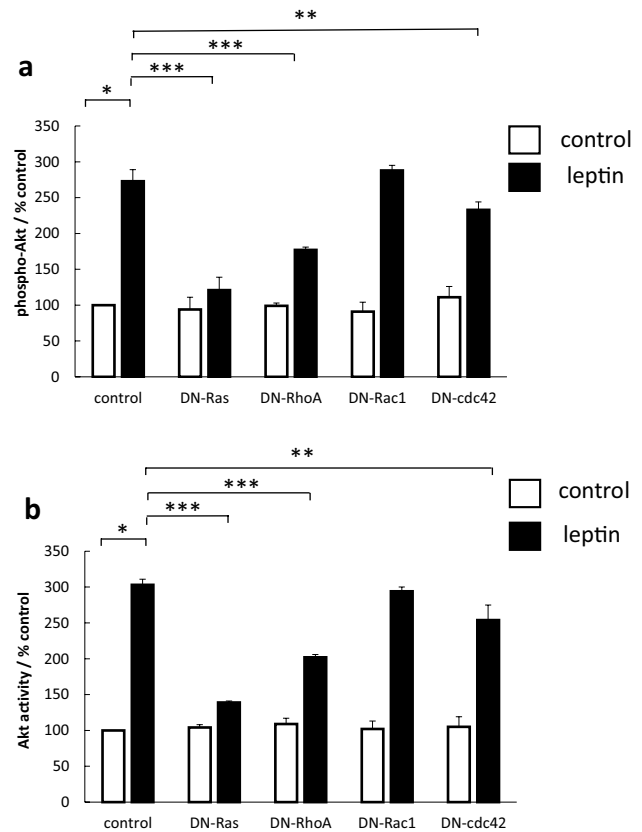 **
a
***
***
*
control
leptin
phospho-Akt / % control
350
300
250
200
150
100
50
0
control DN-Ras DN-RhoA DN-Rac1 DN-cdc42
**
b
***
***
*
control
leptin
Akt activity / % control
350
300
250
200
150
100
50
0
control DN-Ras DN-RhoA DN-Rac1 DN-cdc42